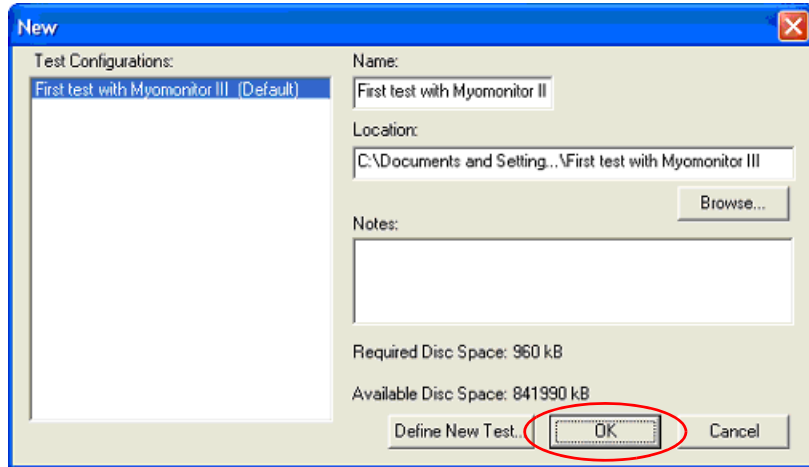 New
Test Configurations:
First test with Myomonitor III (Default)
Name:
First test with Myomonitor II
Location:
C:\Documents and Setting...\First test with Myomonitor III
Browse...
Notes:
Required Disc Space: 960 kB
Available Disc Space: 841990 kB
Define New Test..
OK
Cancel